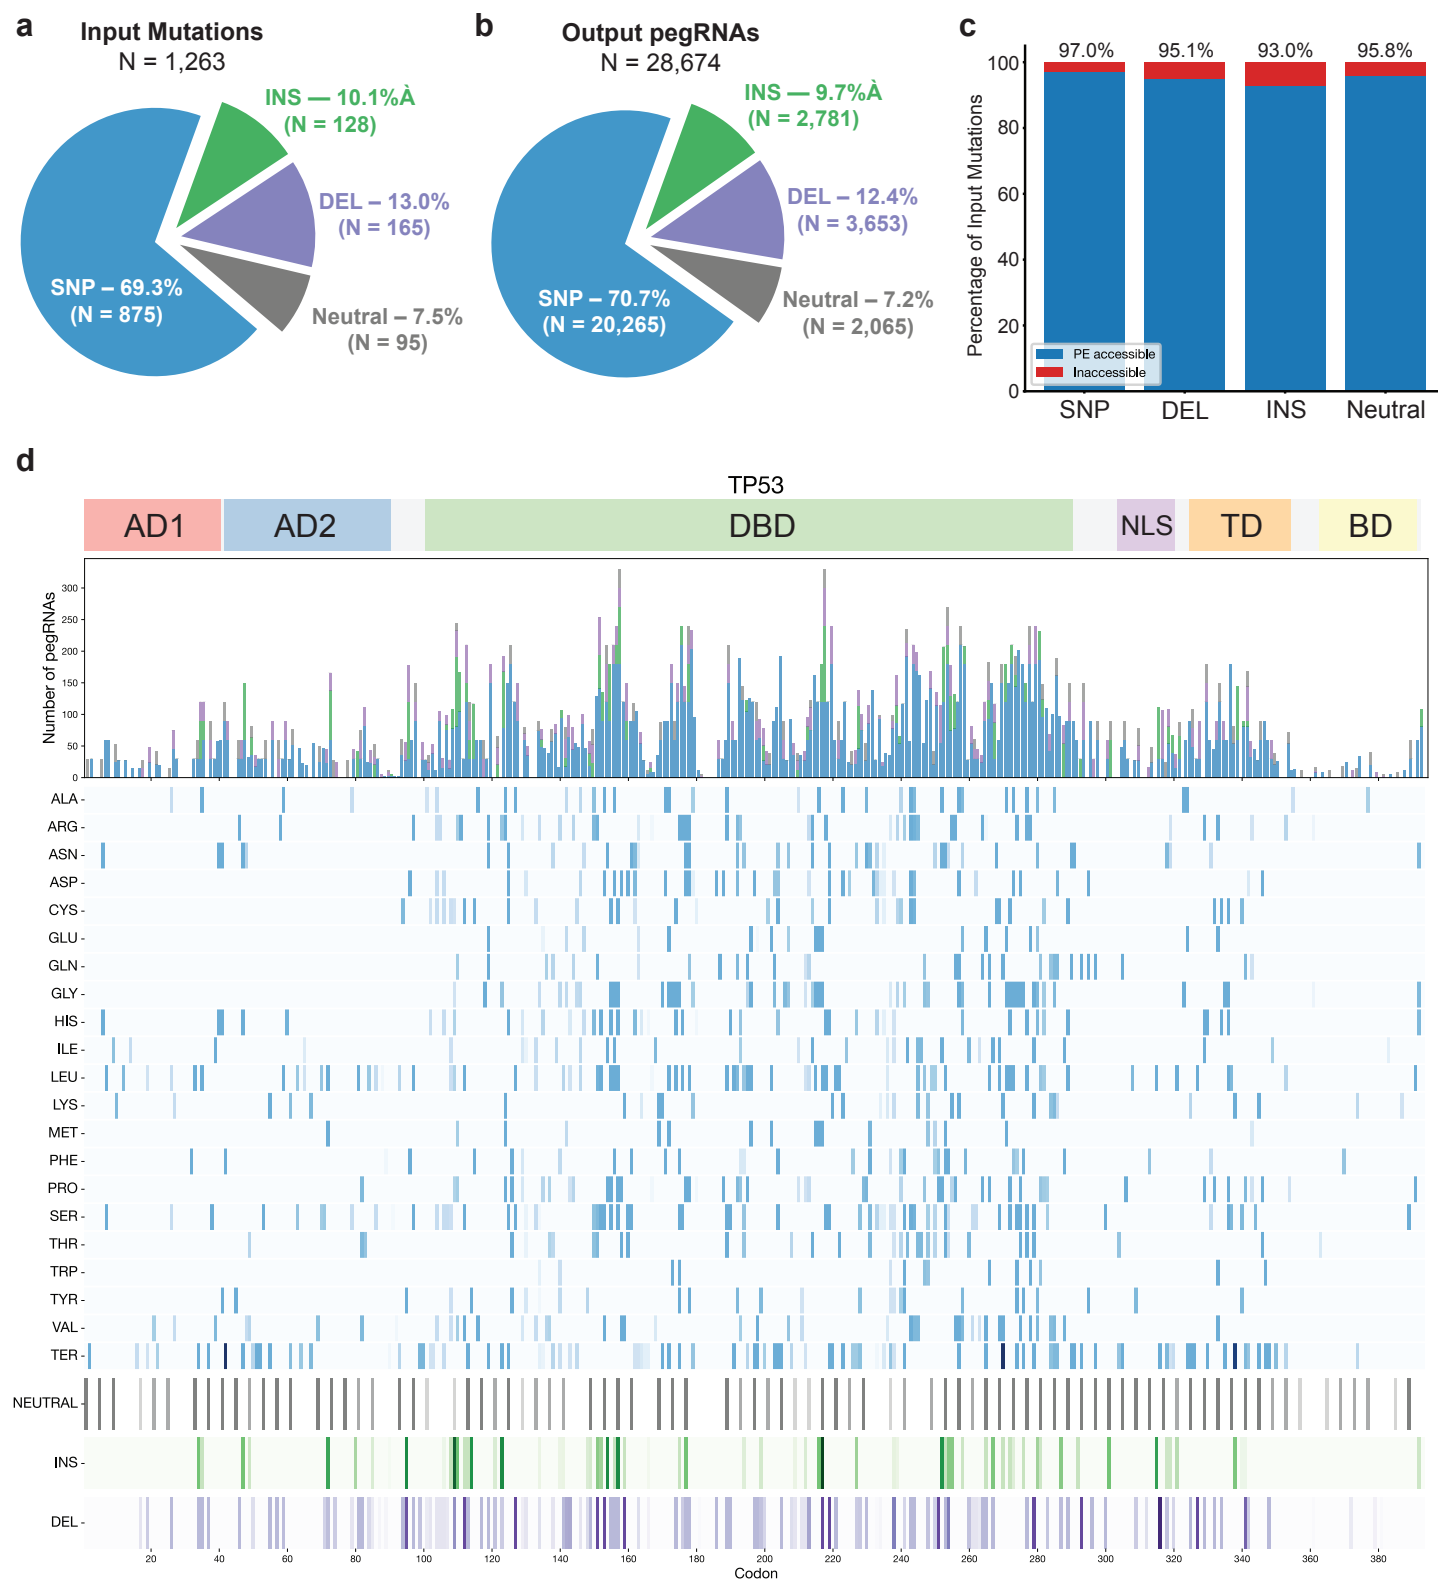 a
Input Mutations
N = 1,263
INS — 10.1%À
(N = 128)
DEL – 13.0%
(N = 165)
SNP – 69.3%
(N = 875)
Neutral – 7.5%
(N = 95)
b
Output pegRNAs
N = 28,674
INS — 9.7%À
(N = 2,781)
DEL – 12.4%
(N = 3,653)
SNP – 70.7%
(N = 20,265)
Neutral – 7.2%
(N = 2,065)
c
97.0% 95.1% 93.0% 95.8%
Percentage of Input Mutations
100
80
60
40
20
0
PE accessible
Inaccessible
SNP DEL INS Neutral
d
TP53
AD1 AD2 DBD NLS TD BD
Number of pegRNAs
300
250
200
150
100
50
0
ALA
ARG
ASN
ASP
CYS
GLU
GLN
GLY
HIS
ILE
LEU
LYS
MET
PHE
PRO
SER
THR
TRP
TYR
VAL
TER
NEUTRAL
INS
DEL
20 40 60 80 100 120 140 160 180 200 220 240 260 280 300 320 340 360 380
Codon